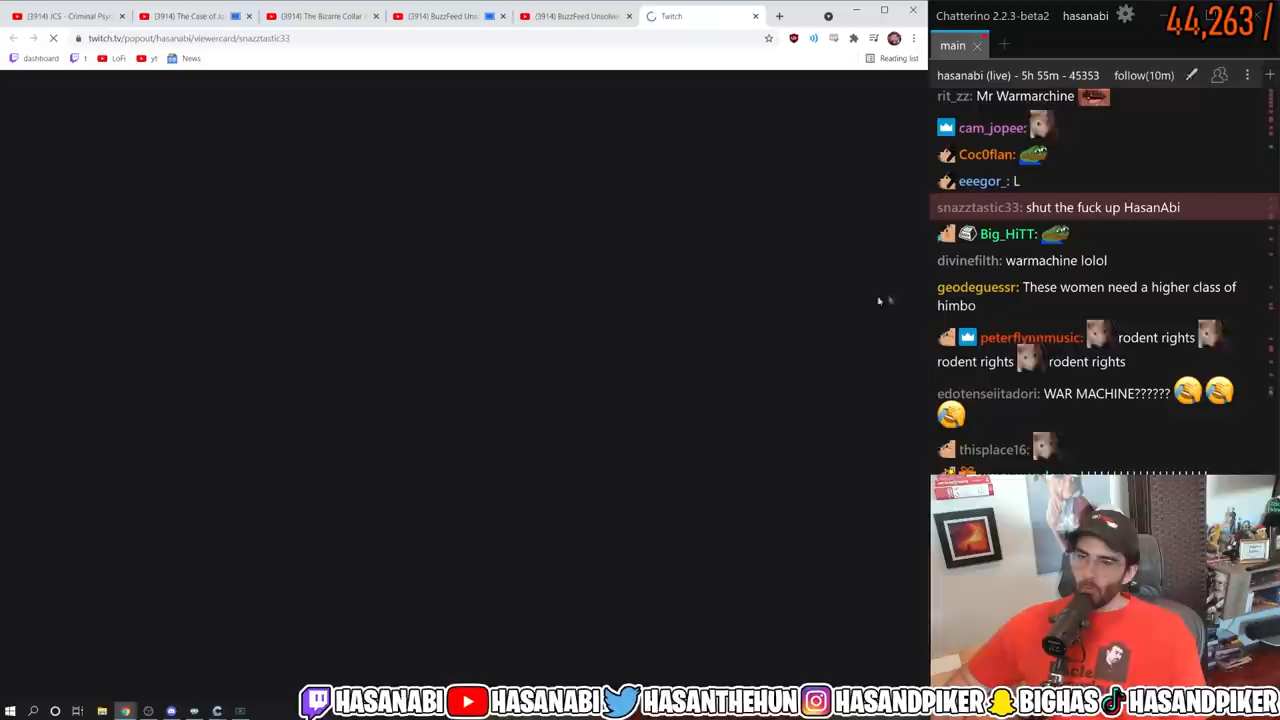 (3914) JCS - Criminal Psyc
(3914) The Case of J
(3914) The Bizarre Collar
(3914) BuzzFeed Uns
(3914) BuzzFeed Unsolve
Twitch
twitch.tv/popout/hasanabi/viewercard/snazztastic33
dashboard
t
LoFi
yt
News
Reading list
Chatterino 2.2.3-beta2
hasanabi
44,263 /
main
hasanabi (live) - 5h 55m - 45353
follow(10m)
rit_zz: Mr Warmarchine
cam_jopee:
Coc0flan:
eeegor_: L
snazztastic33: shut the fuck up HasanAbi
Big_HiTT:
divinefilth: warmachine lolol
geodeguessr: These women need a higher class of
himbo
peterflynnmusic: rodent rights
rodent rights rodent rights
edotenseiitadori: WAR MACHINE??????
thisplace16:
HASANABI HASANABI HASANTHEHUN HASANDPIKER BIGHAS HASANDPIKER